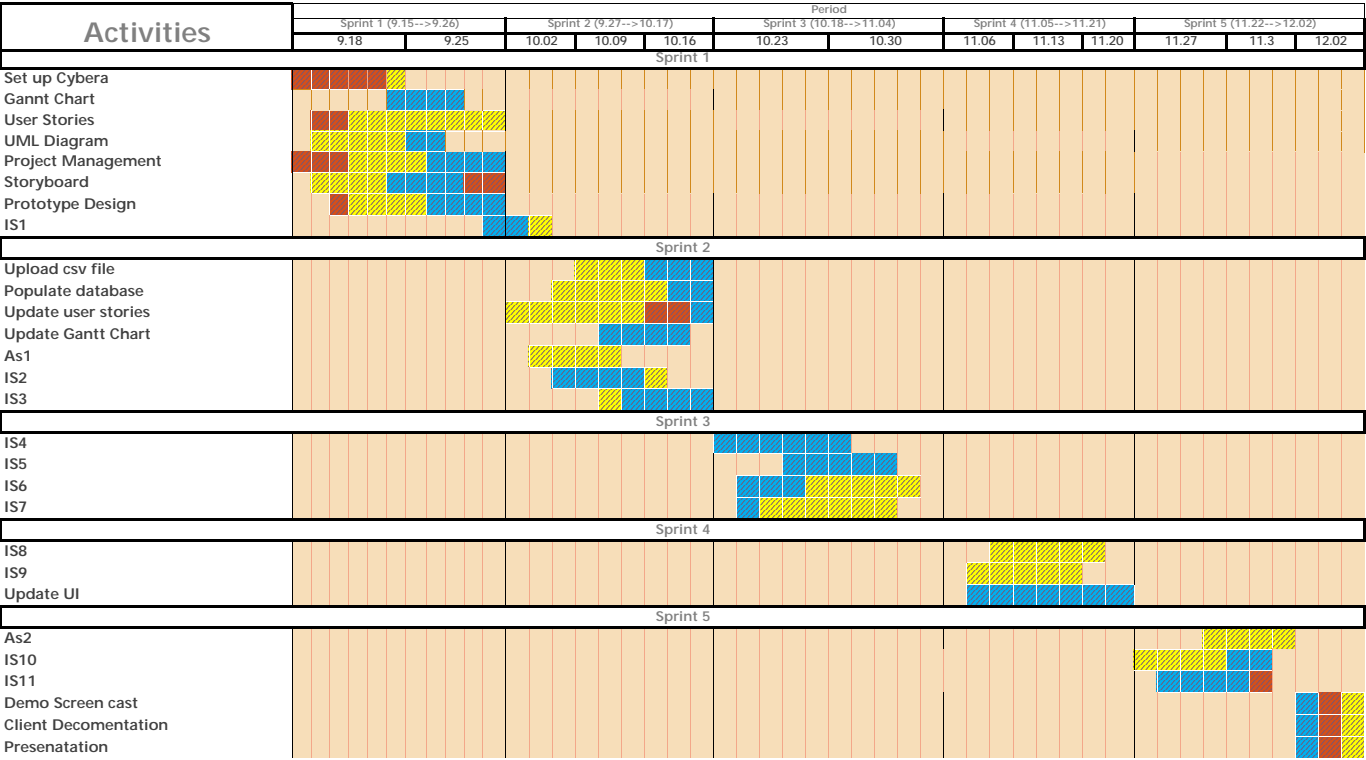 Period
Activities
Sprint 1 (9.15-->9.26) Sprint 2 (9.27-->10.17) Sprint 3 (10.18-->11.04) Sprint 4 (11.05-->11.21) Sprint 5 (11.22-->12.02)
9.18 9.25 10.02 10.09 10.16 10.23 10.30 11.06 11.13 11.20 11.27 11.3 12.02
Sprint 1
Set up Cybera
Gannt Chart
User Stories
UML Diagram
Project Management
Storyboard
Prototype Design
IS1
Sprint 2
Upload csv file
Populate database
Update user stories
Update Gantt Chart
As1
IS2
IS3
Sprint 3
IS4
IS5
IS6
IS7
Sprint 4
IS8
IS9
Update UI
Sprint 5
As2
IS10
IS11
Demo Screen cast
Client Decomentation
Presenatation